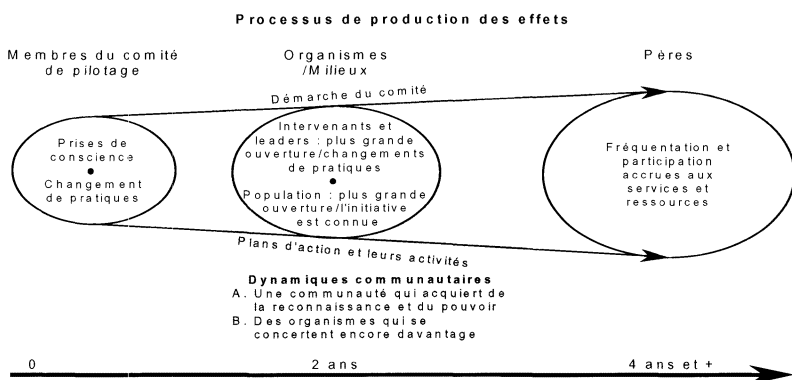 Processus de production des effets
Membres du comité
de pilotage
Organismes
/Milieux
Pères
Démarche du comité
Prises de
conscience
•
Changement
de pratiques
Intervenants et
leaders : plus grande
ouverture/changements
de pratiques
•
Population : plus grande
ouverture/l'initiative
est connue
Fréquentation et
participation
accrues aux
services et
ressources
Plans d'action et leurs activités
Dynamiques communautaires
A. Une communauté qui acquiert de
la reconnaissance et du pouvoir
B. Des organismes qui se
concertent encore davantage
0
2 ans
4 ans et +